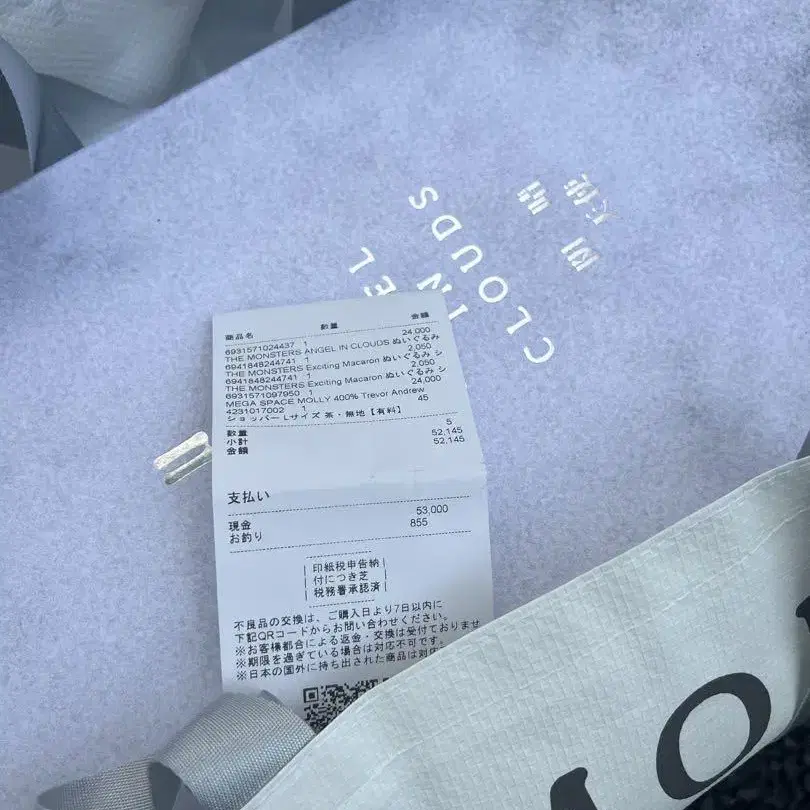 天使
图
IN
CLOUDS
商品名 数量 金額
6931571024437 1 24,000
THE MONSTERS ANGEL IN CLOUDS ぬいぐるみ
6941848244741 1 2,050
THE MONSTERS Exciting Macaron ぬいぐるみ シ
6941848244741 1 2,050
THE MONSTERS Exciting Macaron ぬいぐるみ シ
6931571097950 1 24,000
MEGA SPACE MOLLY 400% Trevor Andrew
4231017002 1 45
ショッパー Lサイズ 茶・無地【有料】
数量 5
小計 52,145
金額 52,145
支払い
現金 53,000
お釣り 855
印紙税申告納
付につき芝
税務署承認済
不良品の交換は、ご購入日より7日以内に
下記QRコードからお問い合わせください。
※お客様都合による返金・交換は受付ておりませ
※期限を過ぎている場合は対応不可です。
※日本の国外に持ち出された商品は対応